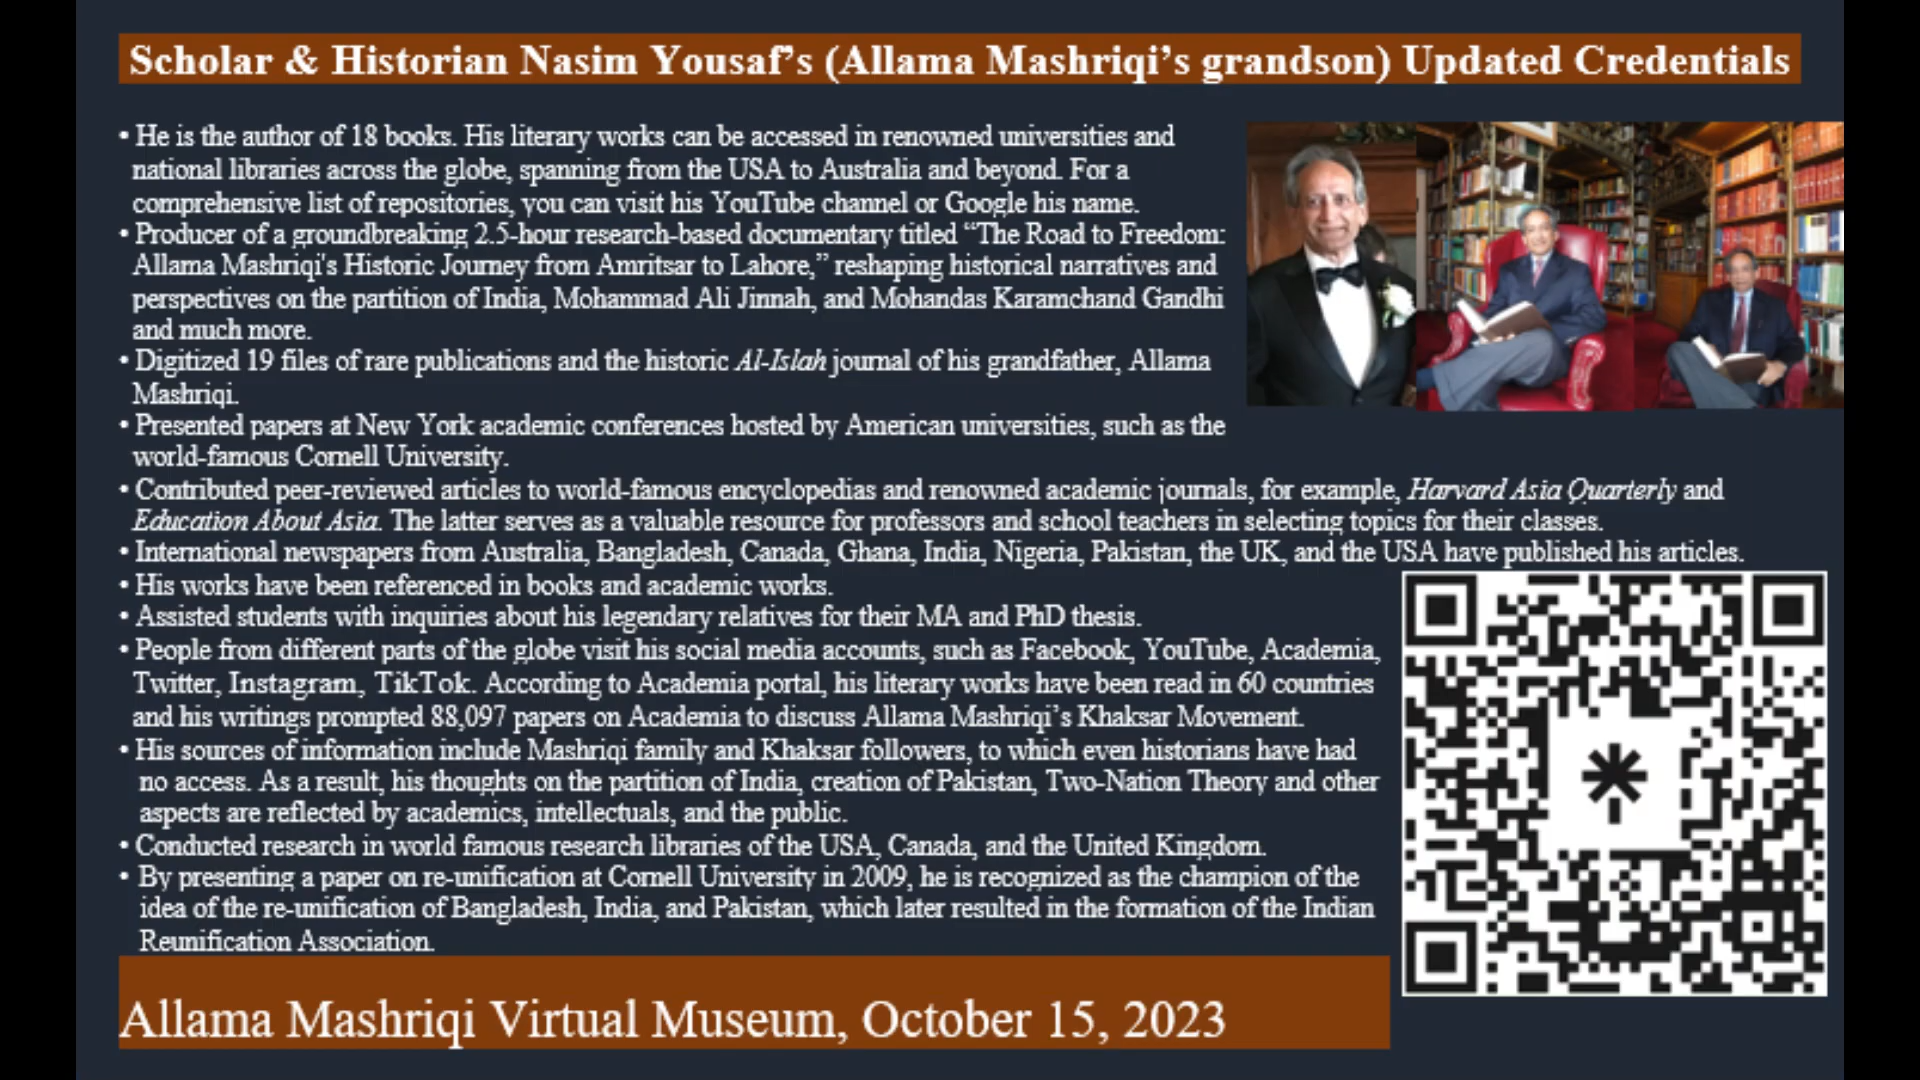 Scholar & Historian Nasim Yousaf’s (Allama Mashriqi’s grandson) Updated Credentials
• He is the author of 18 books. His literary works can be accessed in renowned universities and
national libraries across the globe, spanning from the USA to Australia and beyond. For a
comprehensive list of repositories, you can visit his YouTube channel or Google his name.
• Producer of a groundbreaking 2.5-hour research-based documentary titled “The Road to Freedom:
Allama Mashriqi's Historic Journey from Amritsar to Lahore,” reshaping historical narratives and
perspectives on the partition of India, Mohammad Ali Jinnah, and Mohandas Karamchand Gandhi
and much more.
• Digitized 19 files of rare publications and the historic Al-Islah journal of his grandfather, Allama
Mashriqi.
• Presented papers at New York academic conferences hosted by American universities, such as the
world-famous Cornell University.
• Contributed peer-reviewed articles to world-famous encyclopedias and renowned academic journals, for example, Harvard Asia Quarterly and
Education About Asia. The latter serves as a valuable resource for professors and school teachers in selecting topics for their classes.
• International newspapers from Australia, Bangladesh, Canada, Ghana, India, Nigeria, Pakistan, the UK, and the USA have published his articles.
• His works have been referenced in books and academic works.
• Assisted students with inquiries about his legendary relatives for their MA and PhD thesis.
• People from different parts of the globe visit his social media accounts, such as Facebook, YouTube, Academia,
Twitter, Instagram, TikTok. According to Academia portal, his literary works have been read in 60 countries
and his writings prompted 88,097 papers on Academia to discuss Allama Mashriqi’s Khaksar Movement.
• His sources of information include Mashriqi family and Khaksar followers, to which even historians have had
no access. As a result, his thoughts on the partition of India, creation of Pakistan, Two-Nation Theory and other
aspects are reflected by academics, intellectuals, and the public.
• Conducted research in world famous research libraries of the USA, Canada, and the United Kingdom.
• By presenting a paper on re-unification at Cornell University in 2009, he is recognized as the champion of the
idea of the re-unification of Bangladesh, India, and Pakistan, which later resulted in the formation of the Indian
Reunification Association.
Allama Mashriqi Virtual Museum, October 15, 2023